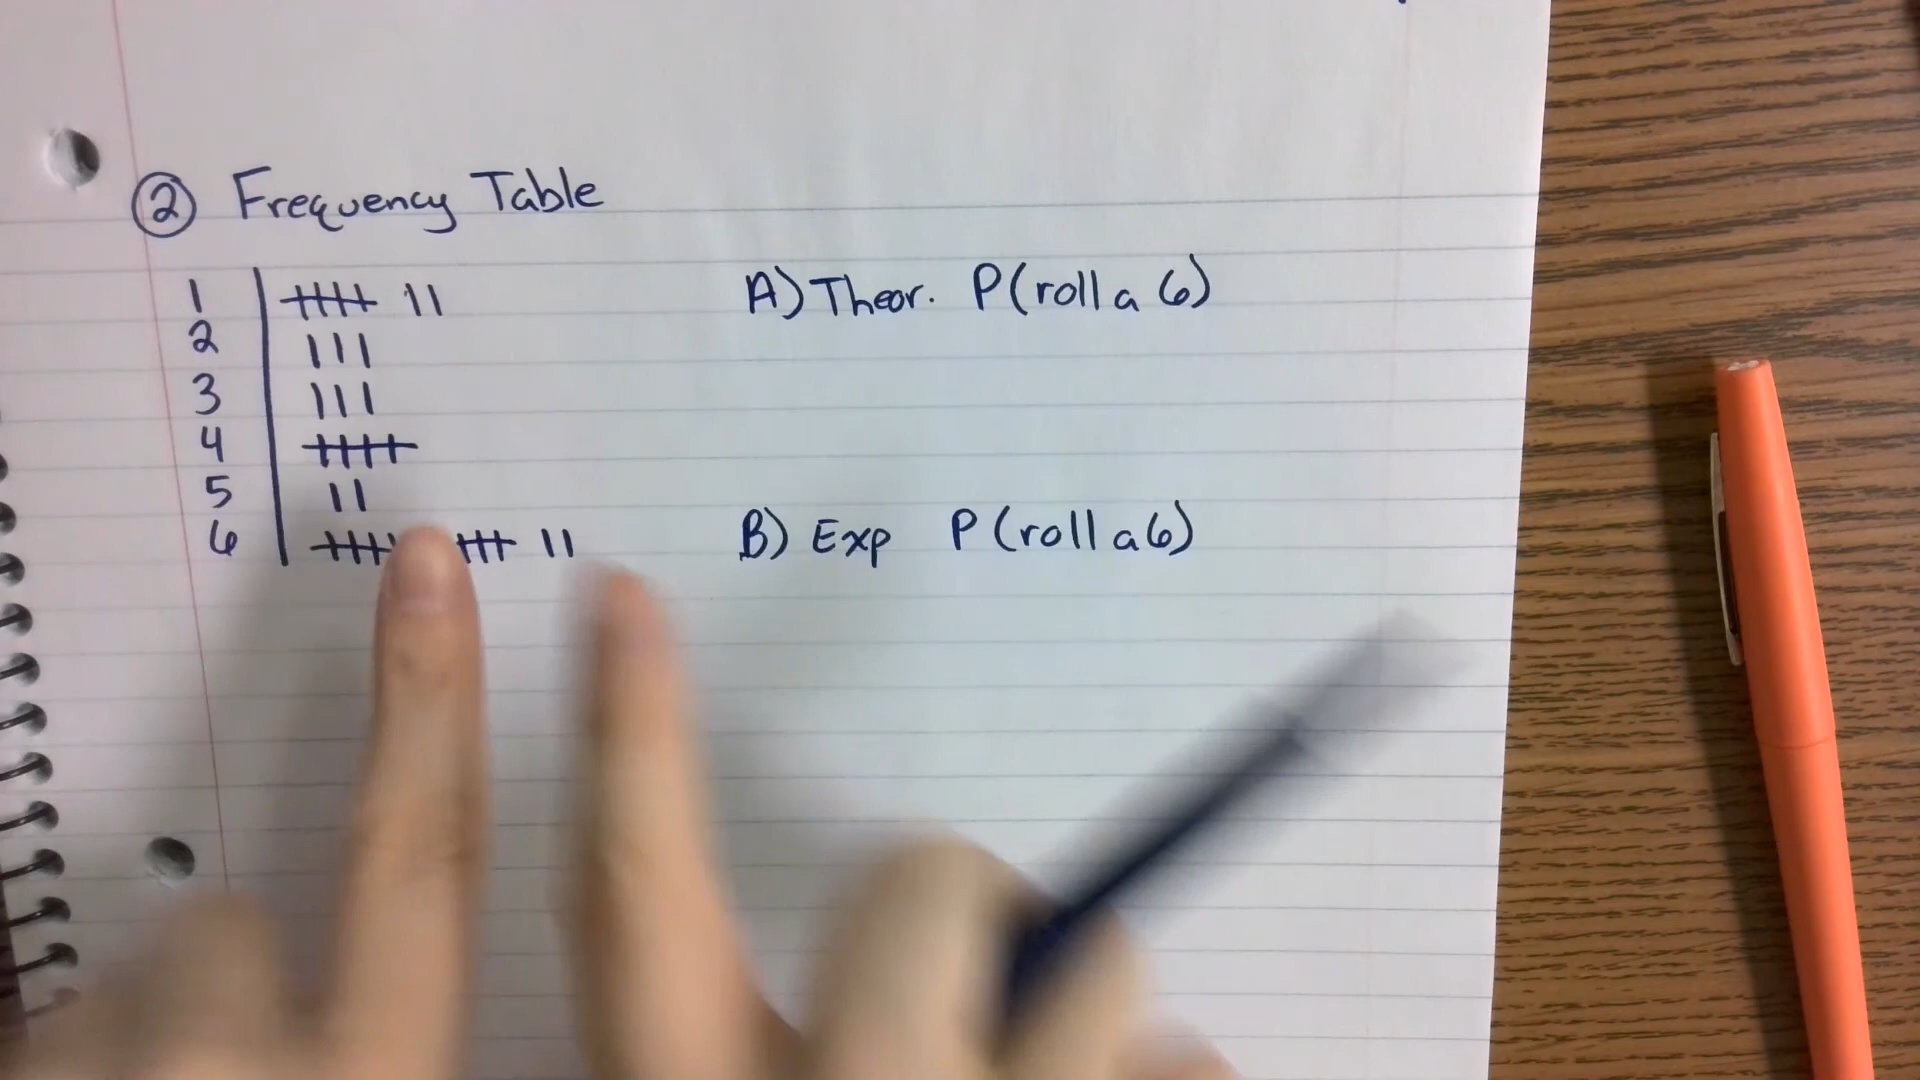 ② Frequency Table
1
2
3
4
5
6
A) Theor. P(roll a 6)
B) Exp P(roll a 6)